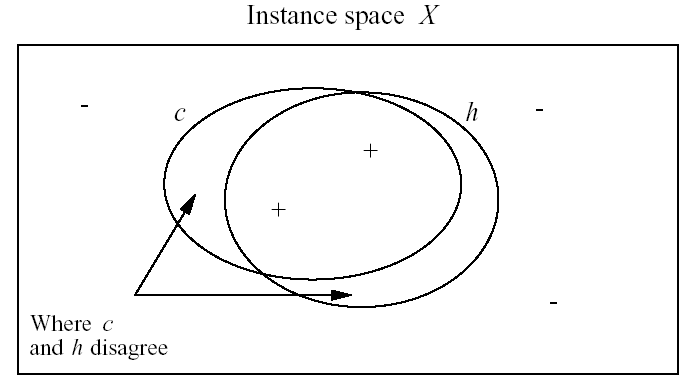 Instance space X
-
c
h
-
+
+
-
Where c
and h disagree